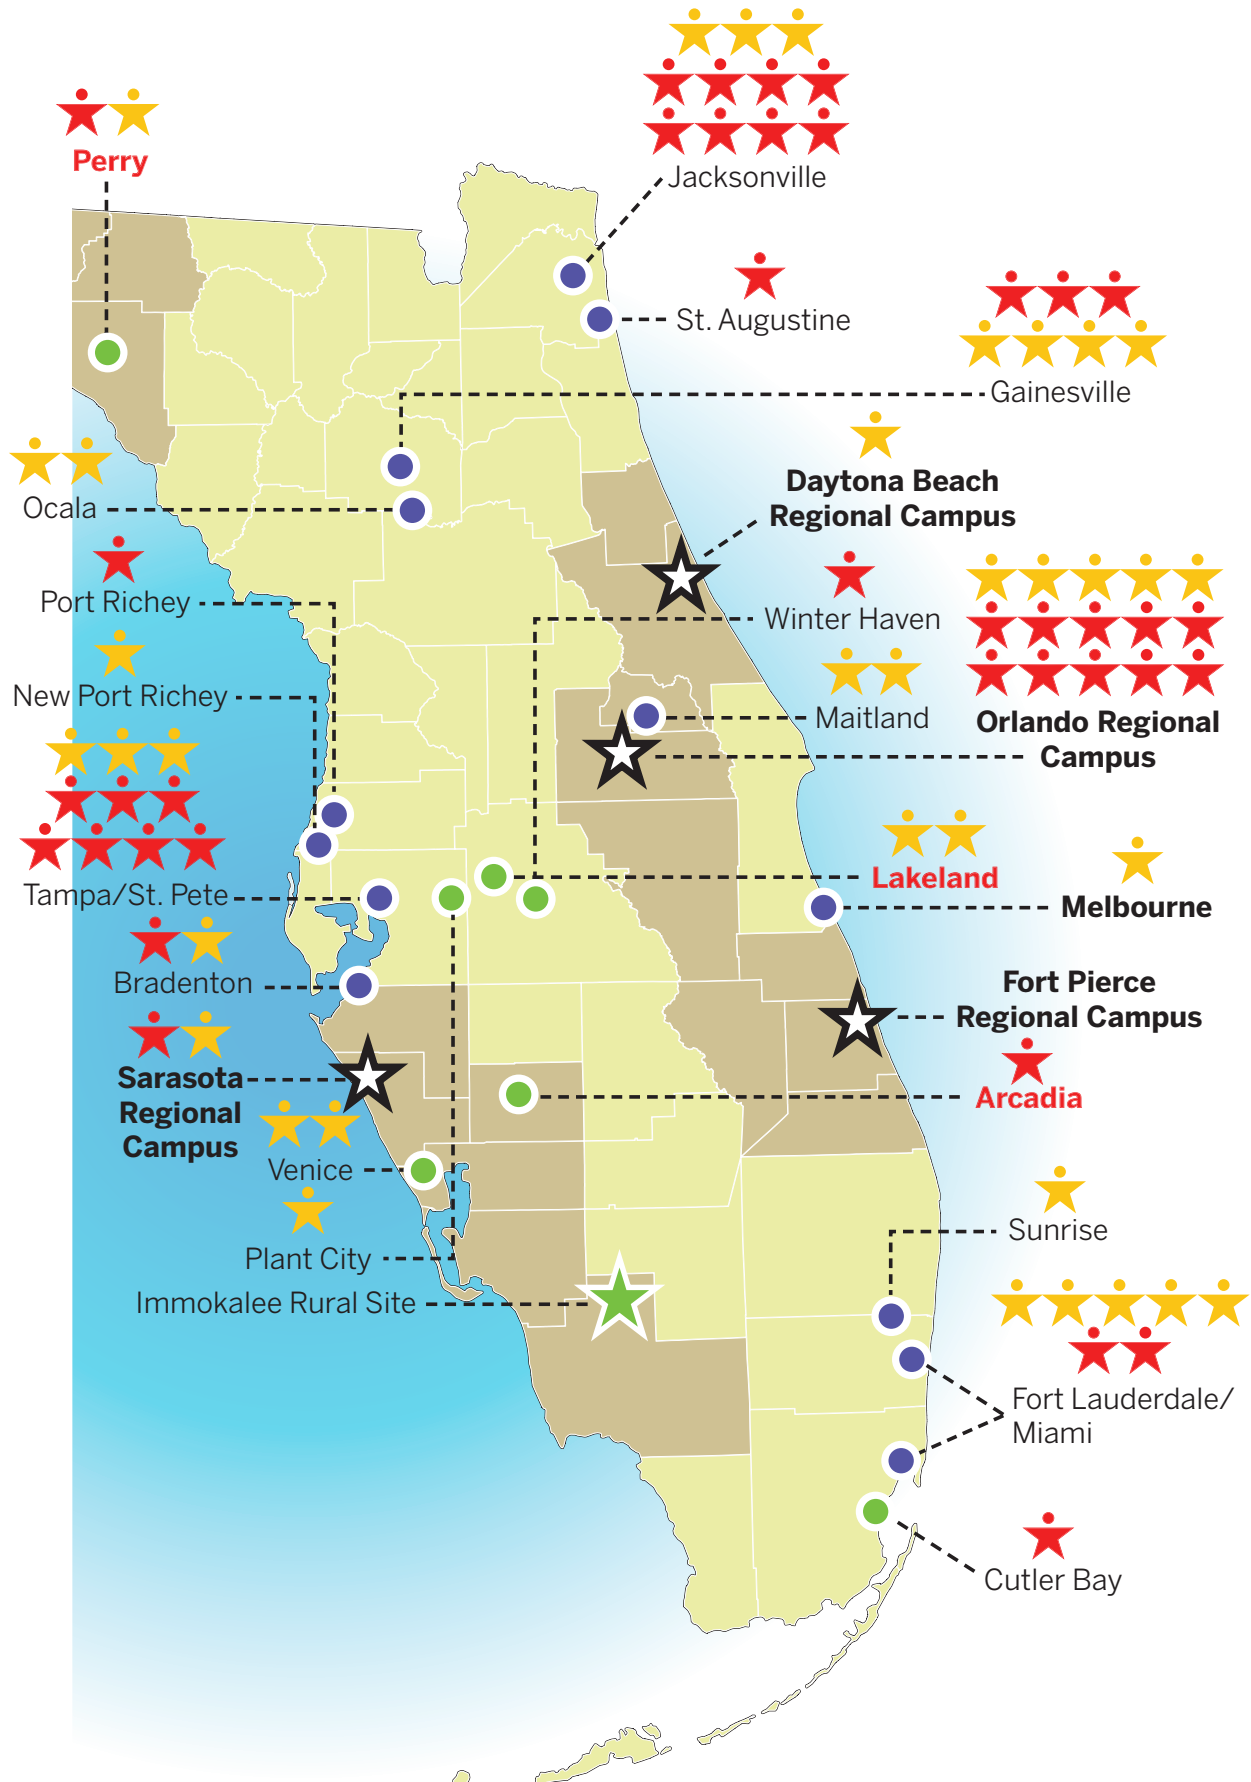 Perry
Jacksonville
St. Augustine
Gainesville
Ocala
Daytona Beach
Regional Campus
Port Richey
Winter Haven
New Port Richey
Maitland
Orlando Regional
Campus
Tampa/St. Pete
Lakeland
Melbourne
Bradenton
Fort Pierce
Regional Campus
Sarasota
Regional
Campus
Arcadia
Venice
Sunrise
Plant City
Immokalee Rural Site
Fort Lauderdale/
Miami
Cutler Bay